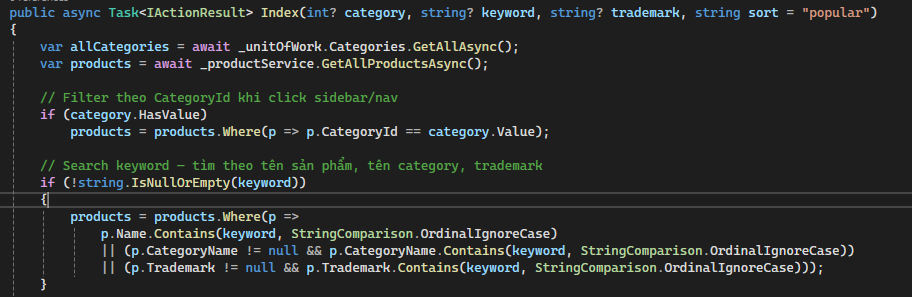 public async Task<IActionResult> Index(int? category, string? keyword, string? trademark, string sort = "popular")
{
    var allCategories = await _unitOfWork.Categories.GetAllAsync();
    var products = await _productService.GetAllProductsAsync();

    // Filter theo CategoryId khi click sidebar/nav
    if (category.HasValue)
        products = products.Where(p => p.CategoryId == category.Value);

    // Search keyword — tìm theo tên sản phẩm, tên category, trademark
    if (!string.IsNullOrEmpty(keyword))
    {
        products = products.Where(p =>
            p.Name.Contains(keyword, StringComparison.OrdinalIgnoreCase)
            || (p.CategoryName != null && p.CategoryName.Contains(keyword, StringComparison.OrdinalIgnoreCase))
            || (p.Trademark != null && p.Trademark.Contains(keyword, StringComparison.OrdinalIgnoreCase)));
    }